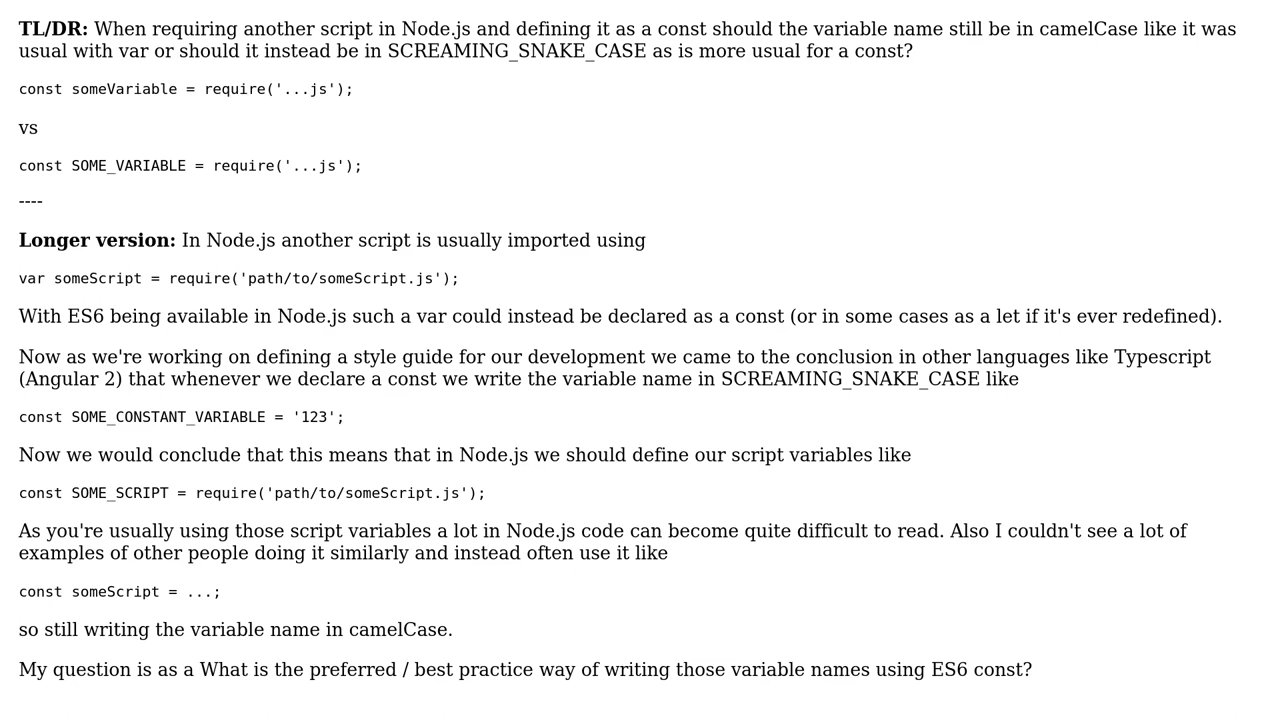 TL/DR: When requiring another script in Node.js and defining it as a const should the variable name still be in camelCase like it was
usual with var or should it instead be in SCREAMING_SNAKE_CASE as is more usual for a const?
const someVariable = require('...js');
vs
const SOME_VARIABLE = require('...js');
----
Longer version: In Node.js another script is usually imported using
var someScript = require('path/to/someScript.js');
With ES6 being available in Node.js such a var could instead be declared as a const (or in some cases as a let if it's ever redefined).
Now as we're working on defining a style guide for our development we came to the conclusion in other languages like Typescript
(Angular 2) that whenever we declare a const we write the variable name in SCREAMING_SNAKE_CASE like
const SOME_CONSTANT_VARIABLE = '123';
Now we would conclude that this means that in Node.js we should define our script variables like
const SOME_SCRIPT = require('path/to/someScript.js');
As you're usually using those script variables a lot in Node.js code can become quite difficult to read. Also I couldn't see a lot of
examples of other people doing it similarly and instead often use it like
const someScript = ...;
so still writing the variable name in camelCase.
My question is as a What is the preferred / best practice way of writing those variable names using ES6 const?